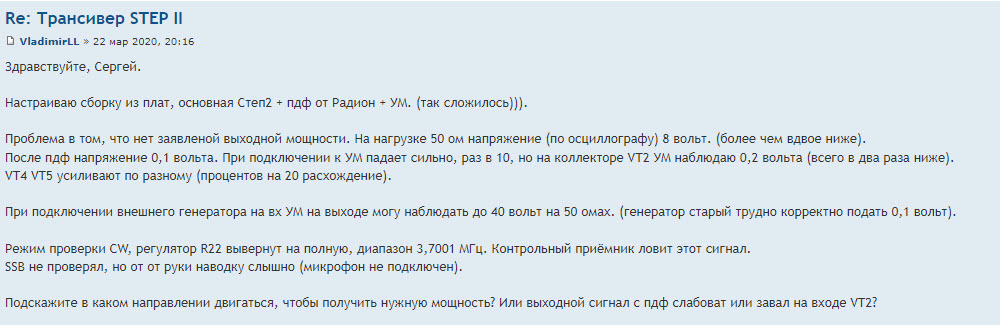 Re: Трансивер STEP II
VladimirLL » 22 мар 2020, 20:16
Здравствуйте, Сергей.
Настраиваю сборку из плат, основная Степ2 + пдф от Радион + УМ. (так сложилось))).
Проблема в том, что нет заявленой выходной мощности. На нагрузке 50 ом напряжение (по осциллографу) 8 вольт. (более чем вдвое ниже).
После пдф напряжение 0,1 вольта. При подключении к УМ падает сильно, раз в 10, но на коллекторе VT2 УМ наблюдаю 0,2 вольта (всего в два раза ниже).
VT4 VT5 усиливают по разному (процентов на 20 расхождение).
При подключении внешнего генератора на вх УМ на выходе могу наблюдать до 40 вольт на 50 омах. (генератор старый трудно корректно подать 0,1 вольт).
Режим проверки CW, регулятор R22 вывернут на полную, диапазон 3,7001 МГц. Контрольный приёмник ловит этот сигнал.
SSB не проверял, но от от руки наводку слышно (микрофон не подключен).
Подскажите в каком направлении двигаться, чтобы получить нужную мощность? Или выходной сигнал с пдф слабоват или завал на входе VT2?